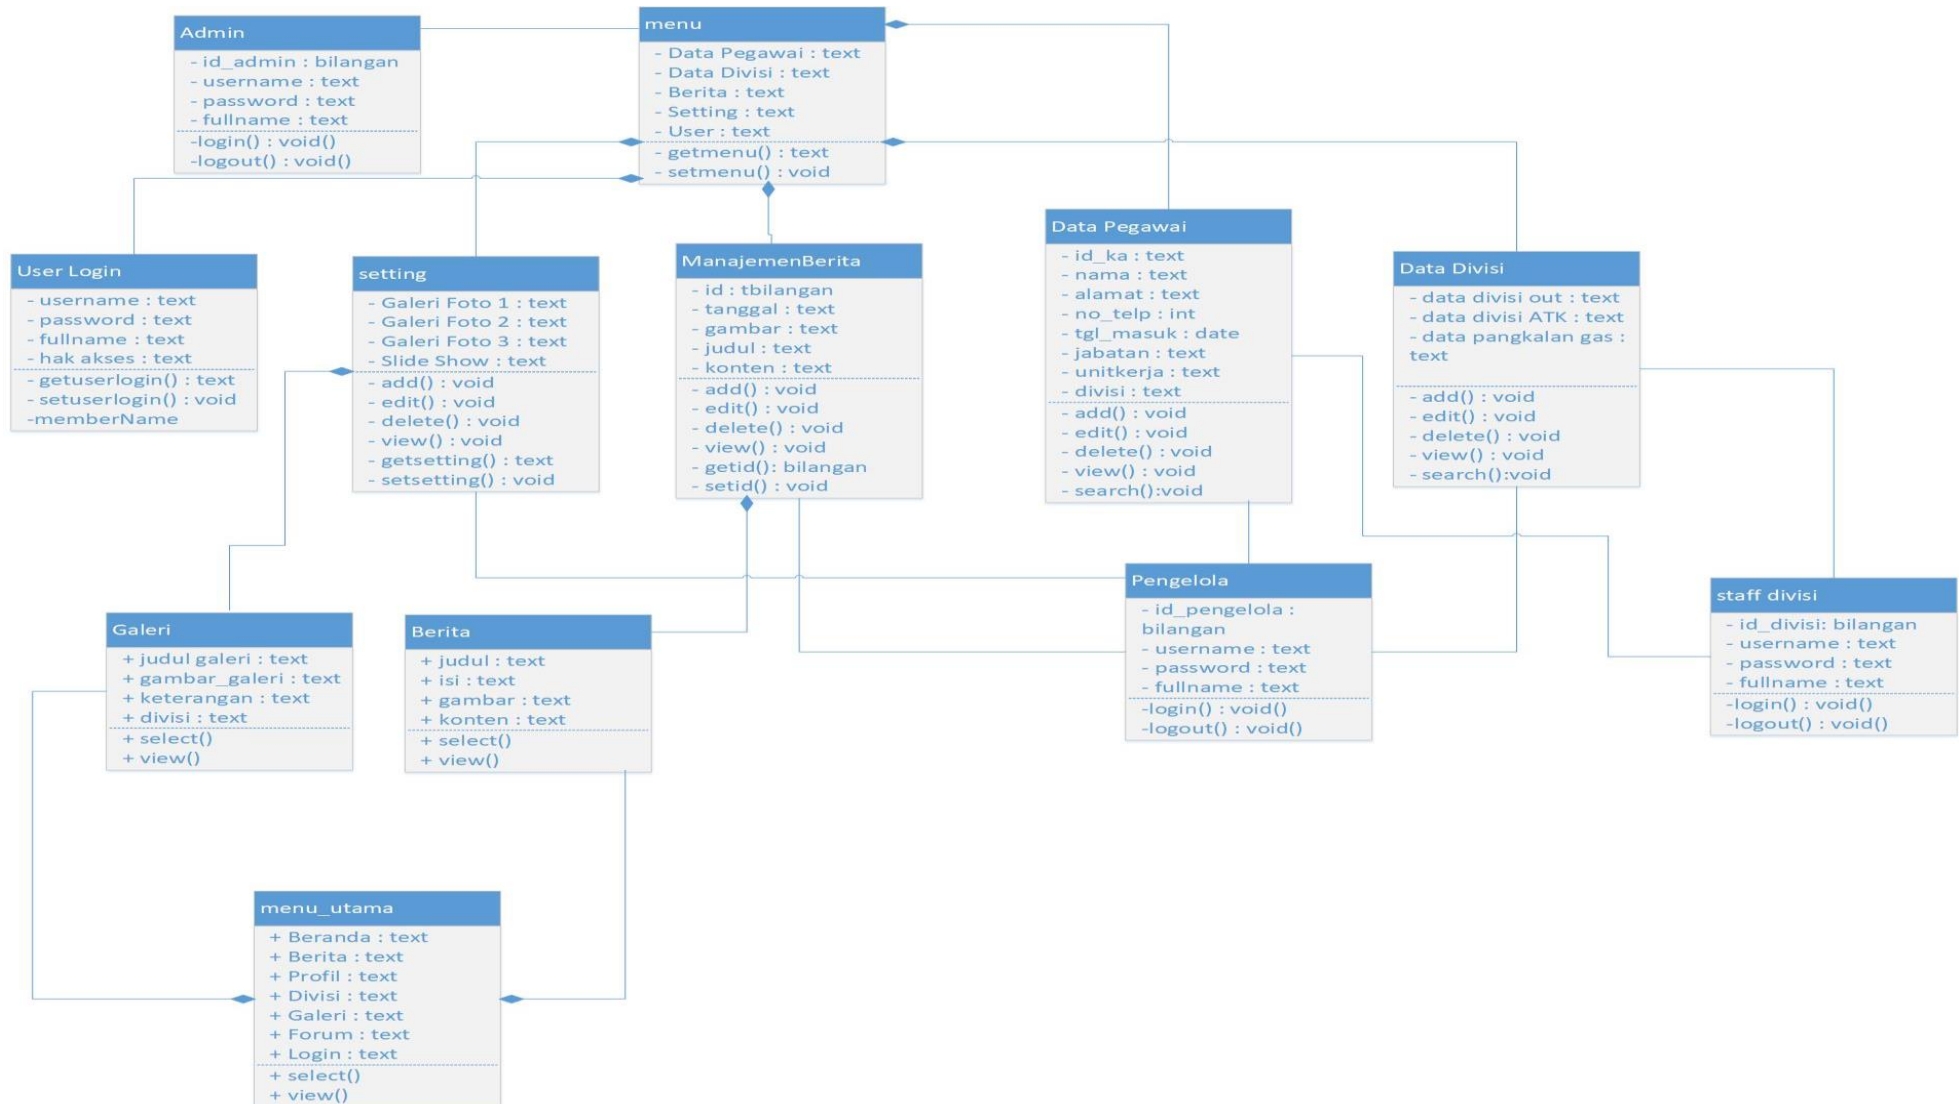 Admin
- id_admin : bilangan
- username : text
- password : text
- fullname : text
-login() : void()
-logout() : void()
menu
- Data Pegawai : text
- Data Divisi : text
- Berita : text
- Setting : text
- User : text
- getmenu() : text
- setmenu() : void
User Login
- username : text
- password : text
- fullname : text
- hak akses : text
- getuserlogin() : text
- setuserlogin() : void
-memberName
setting
- Galeri Foto 1 : text
- Galeri Foto 2 : text
- Galeri Foto 3 : text
- Slide Show : text
- add() : void
- edit() : void
- delete() : void
- view() : void
- getsetting() : text
- setsetting() : void
ManajemenBerita
- id : tbilangan
- tanggal : text
- gambar : text
- judul : text
- konten : text
- add() : void
- edit() : void
- delete() : void
- view() : void
- getid(): bilangan
- setid() : void
Data Pegawai
- id_ka : text
- nama : text
- alamat : text
- no_telp : int
- tgl_masuk : date
- jabatan : text
- unitkerja : text
- divisi : text
- add() : void
- edit() : void
- delete() : void
- view() : void
- search():void
Data Divisi
- data divisi out : text
- data divisi ATK : text
- data pangkalan gas :
text
- add() : void
- edit() : void
- delete() : void
- view() : void
- search():void
Galeri
+ judul galeri : text
+ gambar_galeri : text
+ keterangan : text
+ divisi : text
+ select()
+ view()
Berita
+ judul : text
+ isi : text
+ gambar : text
+ konten : text
+ select()
+ view()
Pengelola
- id_pengelola :
bilangan
- username : text
- password : text
- fullname : text
-login() : void()
-logout() : void()
staff divisi
- id_divisi: bilangan
- username : text
- password : text
- fullname : text
-login() : void()
-logout() : void()
menu_utama
+ Beranda : text
+ Berita : text
+ Profil : text
+ Divisi : text
+ Galeri : text
+ Forum : text
+ Login : text
+ select()
+ view()